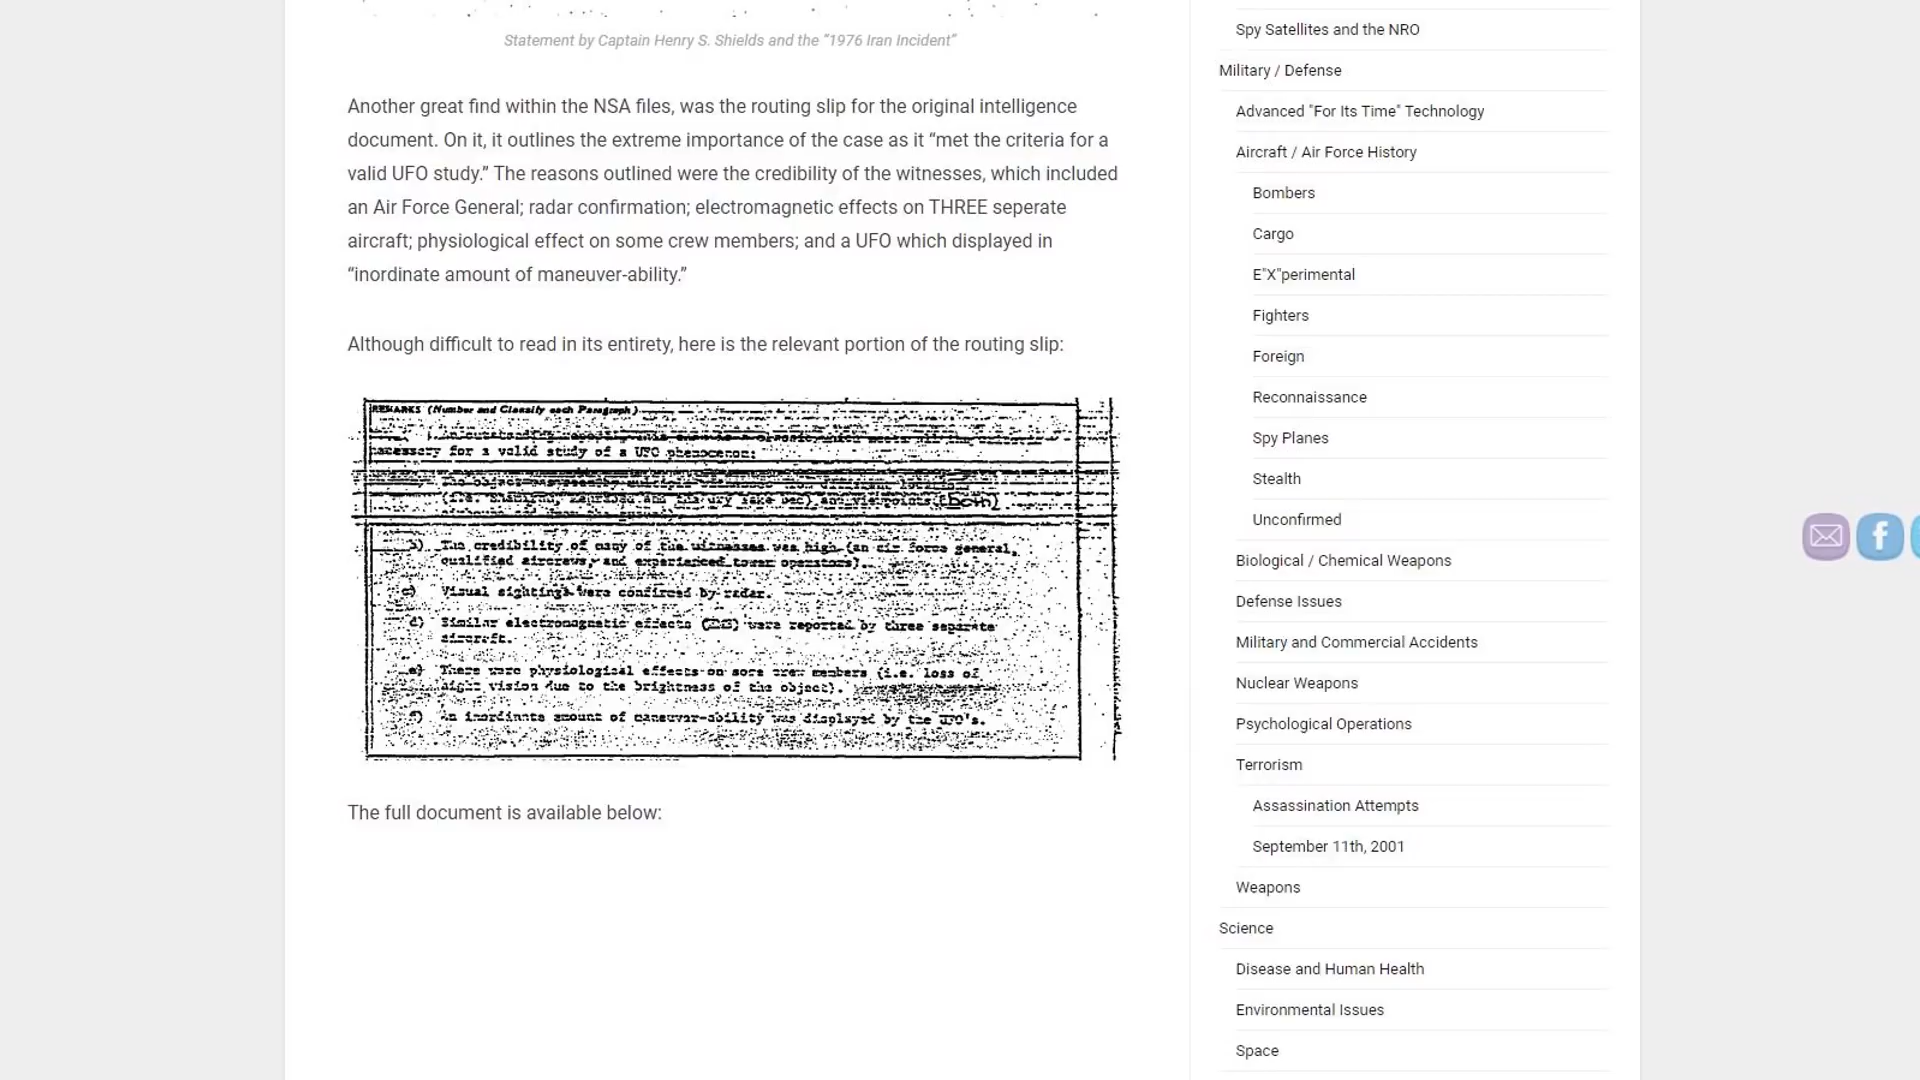 Statement by Captain Henry S. Shields and the “1976 Iran Incident”
Another great find within the NSA files, was the routing slip for the original intelligence
document. On it, it outlines the extreme importance of the case as it “met the criteria for a
valid UFO study.” The reasons outlined were the credibility of the witnesses, which included
an Air Force General; radar confirmation; electromagnetic effects on THREE seperate
aircraft; physiological effect on some crew members; and a UFO which displayed in
“inordinate amount of maneuver-ability.”
Although difficult to read in its entirety, here is the relevant portion of the routing slip:
REMARKS (Number and Classify each Paragraph)
necessary for a valid study of a UFO phenomenon:
(both)
b) The credibility of many of the witnesses was high (an air force general,
qualified aircrews, and experienced tower operators).
c) Visual sightings were confirmed by radar.
d) Similar electromagnetic effects were reported by three separate
aircraft.
e) There were physiological effects on some crew members (i.e. loss of
night vision due to the brightness of the object).
f) An inordinate amount of maneuver-ability was displayed by the UFO's.
The full document is available below:
Spy Satellites and the NRO
Military / Defense
Advanced "For Its Time" Technology
Aircraft / Air Force History
Bombers
Cargo
E"X"perimental
Fighters
Foreign
Reconnaissance
Spy Planes
Stealth
Unconfirmed
Biological / Chemical Weapons
Defense Issues
Military and Commercial Accidents
Nuclear Weapons
Psychological Operations
Terrorism
Assassination Attempts
September 11th, 2001
Weapons
Science
Disease and Human Health
Environmental Issues
Space